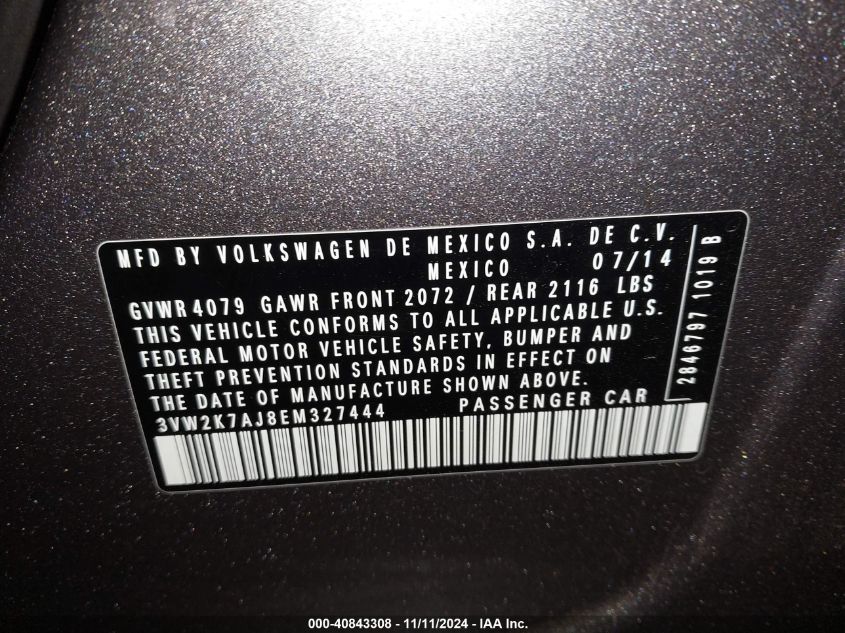 MFD BY VOLKSWAGEN DE MEXICO S.A. DE C.V.
MEXICO 07/14
GVWR 4079 GAWR FRONT 2072 / REAR 2116 LBS
THIS VEHICLE CONFORMS TO ALL APPLICABLE U.S.
FEDERAL MOTOR VEHICLE SAFETY, BUMPER AND
THEFT PREVENTION STANDARDS IN EFFECT ON
THE DATE OF MANUFACTURE SHOWN ABOVE.
3VW2K7AJ8EM327444 PASSENGER CAR
2846797 1019 B
000-40843308 - 11/11/2024 - IAA Inc.